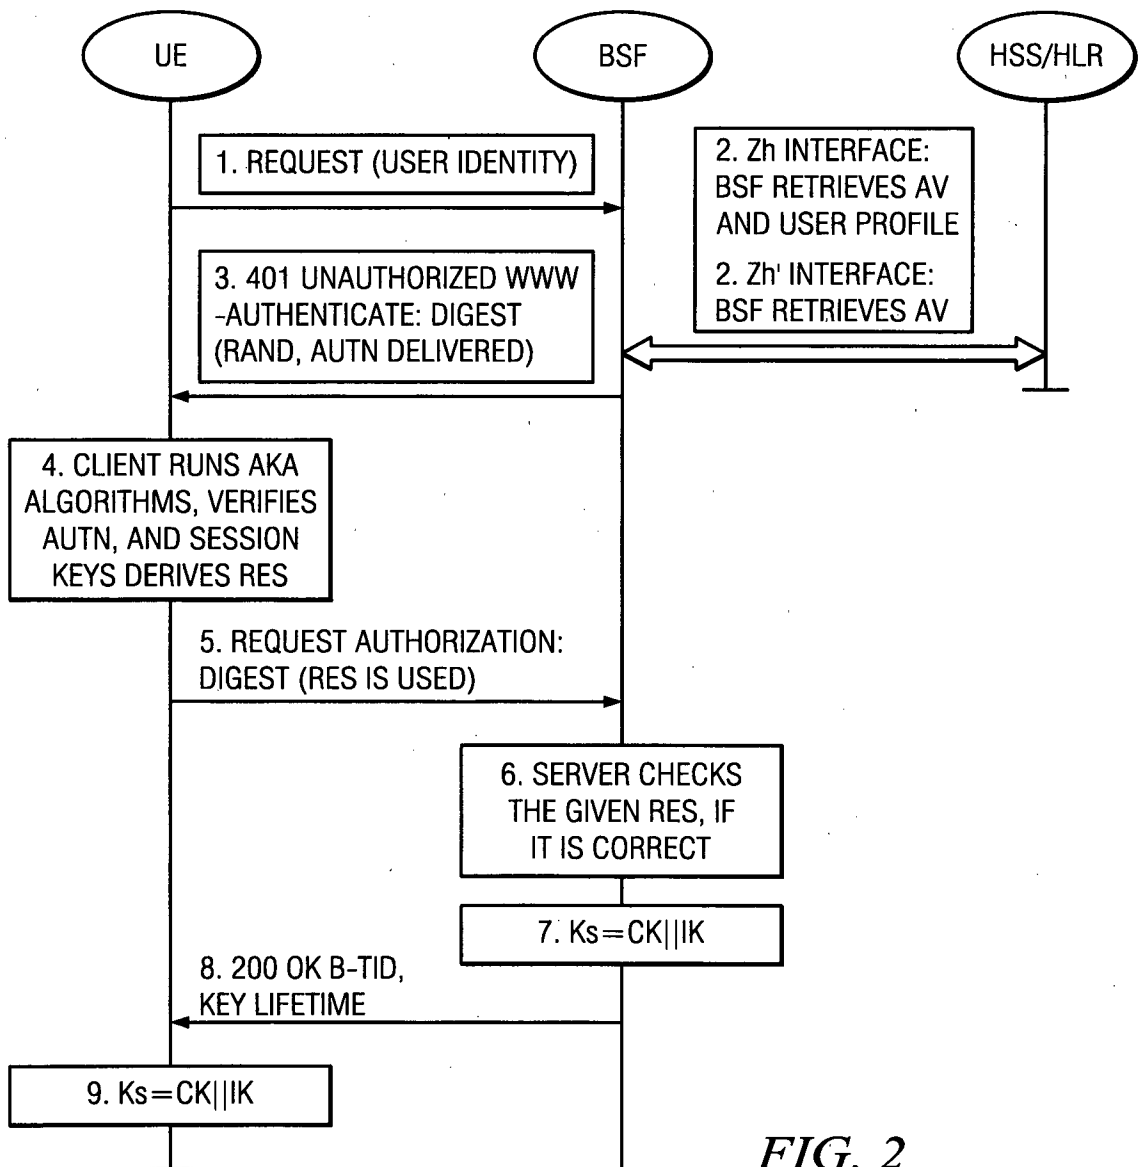 UE
BSF
HSS/HLR
1. REQUEST (USER IDENTITY)
2. Zh INTERFACE:
BSF RETRIEVES AV
AND USER PROFILE
2. Zh' INTERFACE:
BSF RETRIEVES AV
3. 401 UNAUTHORIZED WWW
-AUTHENTICATE: DIGEST
(RAND, AUTN DELIVERED)
4. CLIENT RUNS AKA
ALGORITHMS, VERIFIES
AUTN, AND SESSION
KEYS DERIVES RES
5. REQUEST AUTHORIZATION:
DIGEST (RES IS USED)
6. SERVER CHECKS
THE GIVEN RES, IF
IT IS CORRECT
7. Ks=CK||IK
8. 200 OK B-TID,
KEY LIFETIME
9. Ks=CK||IK
FIG. 2